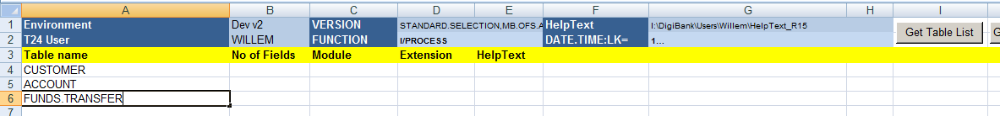 A B C D E F G H I
1 Environment Dev v2 VERSION STANDARD.SELECTION,MB.OFS.A HelpText I:\DigiBank\Users\Willem\HelpText_R15
2 T24 User WILLEM FUNCTION I/PROCESS DATE.TIME:LK= 1...
Get Table List G
3 Table name No of Fields Module Extension HelpText
4 CUSTOMER
5 ACCOUNT
6 FUNDS.TRANSFER
7